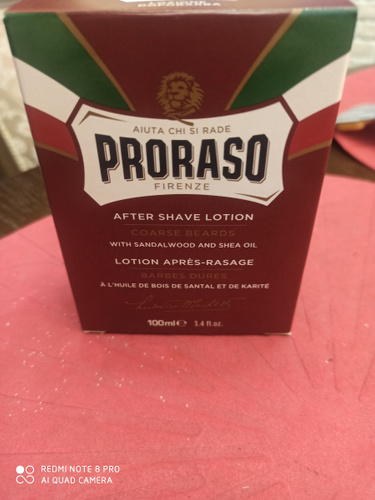 AIUTA CHI SI RADE
PRORASO
FIRENZE
AFTER SHAVE LOTION
COARSE BEARDS
WITH SANDALWOOD AND SHEA OIL
LOTION APRÈS-RASAGE
BARBES DURES
À L'HUILE DE BOIS DE SANTAL ET DE KARITÉ
100ml e 3.4 fl.oz.
REDMI NOTE 8 PRO
AI QUAD CAMERA